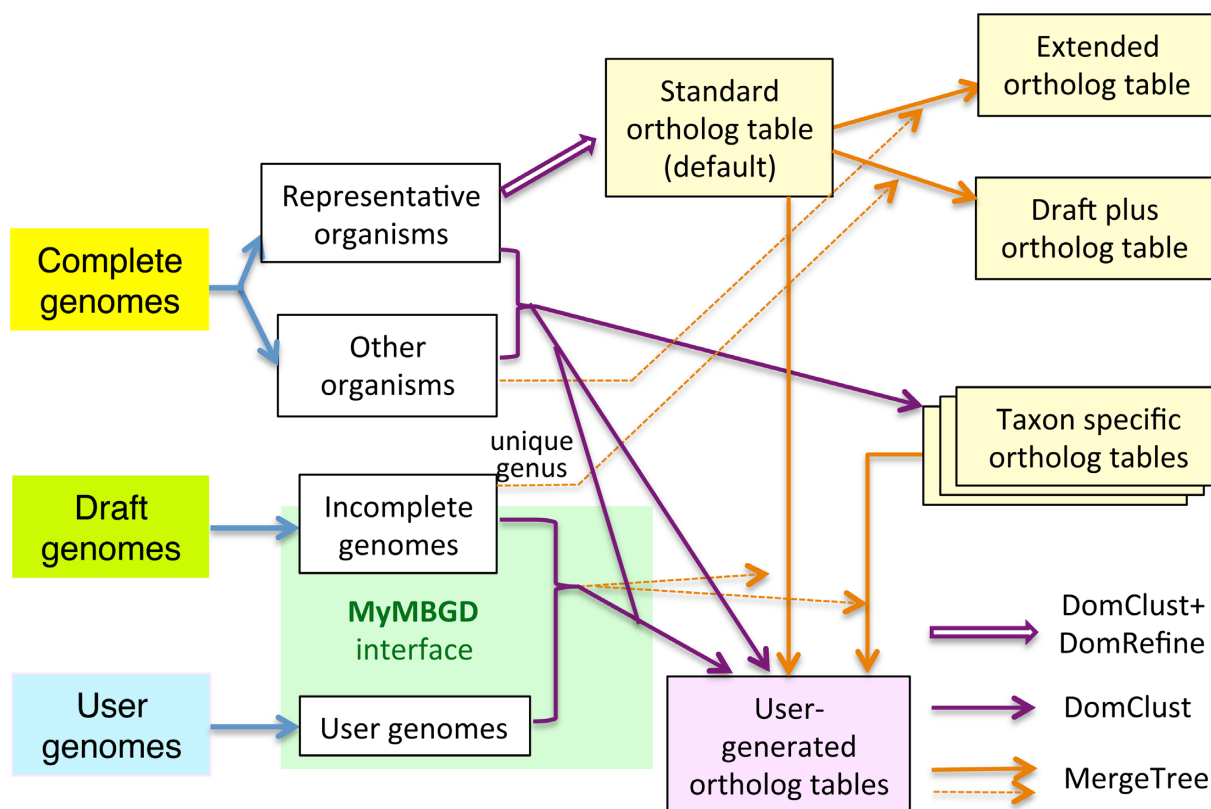 Complete
genomes
Draft
genomes
User
genomes
Representative
organisms
Other
organisms
unique
genus
Incomplete
genomes
MyMBGD
interface
User genomes
Standard
ortholog table
(default)
Extended
ortholog table
Draft plus
ortholog table
Taxon specific
ortholog tables
User-
generated
ortholog tables
DomClust+
DomRefine
DomClust
MergeTree